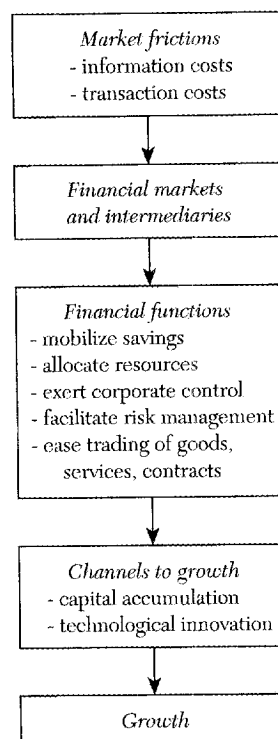 Market frictions
- information costs
- transaction costs
Financial markets
and intermediaries
Financial functions
- mobilize savings
- allocate resources
- exert corporate control
- facilitate risk management
- ease trading of goods,
services, contracts
Channels to growth
- capital accumulation
- technological innovation
Growth